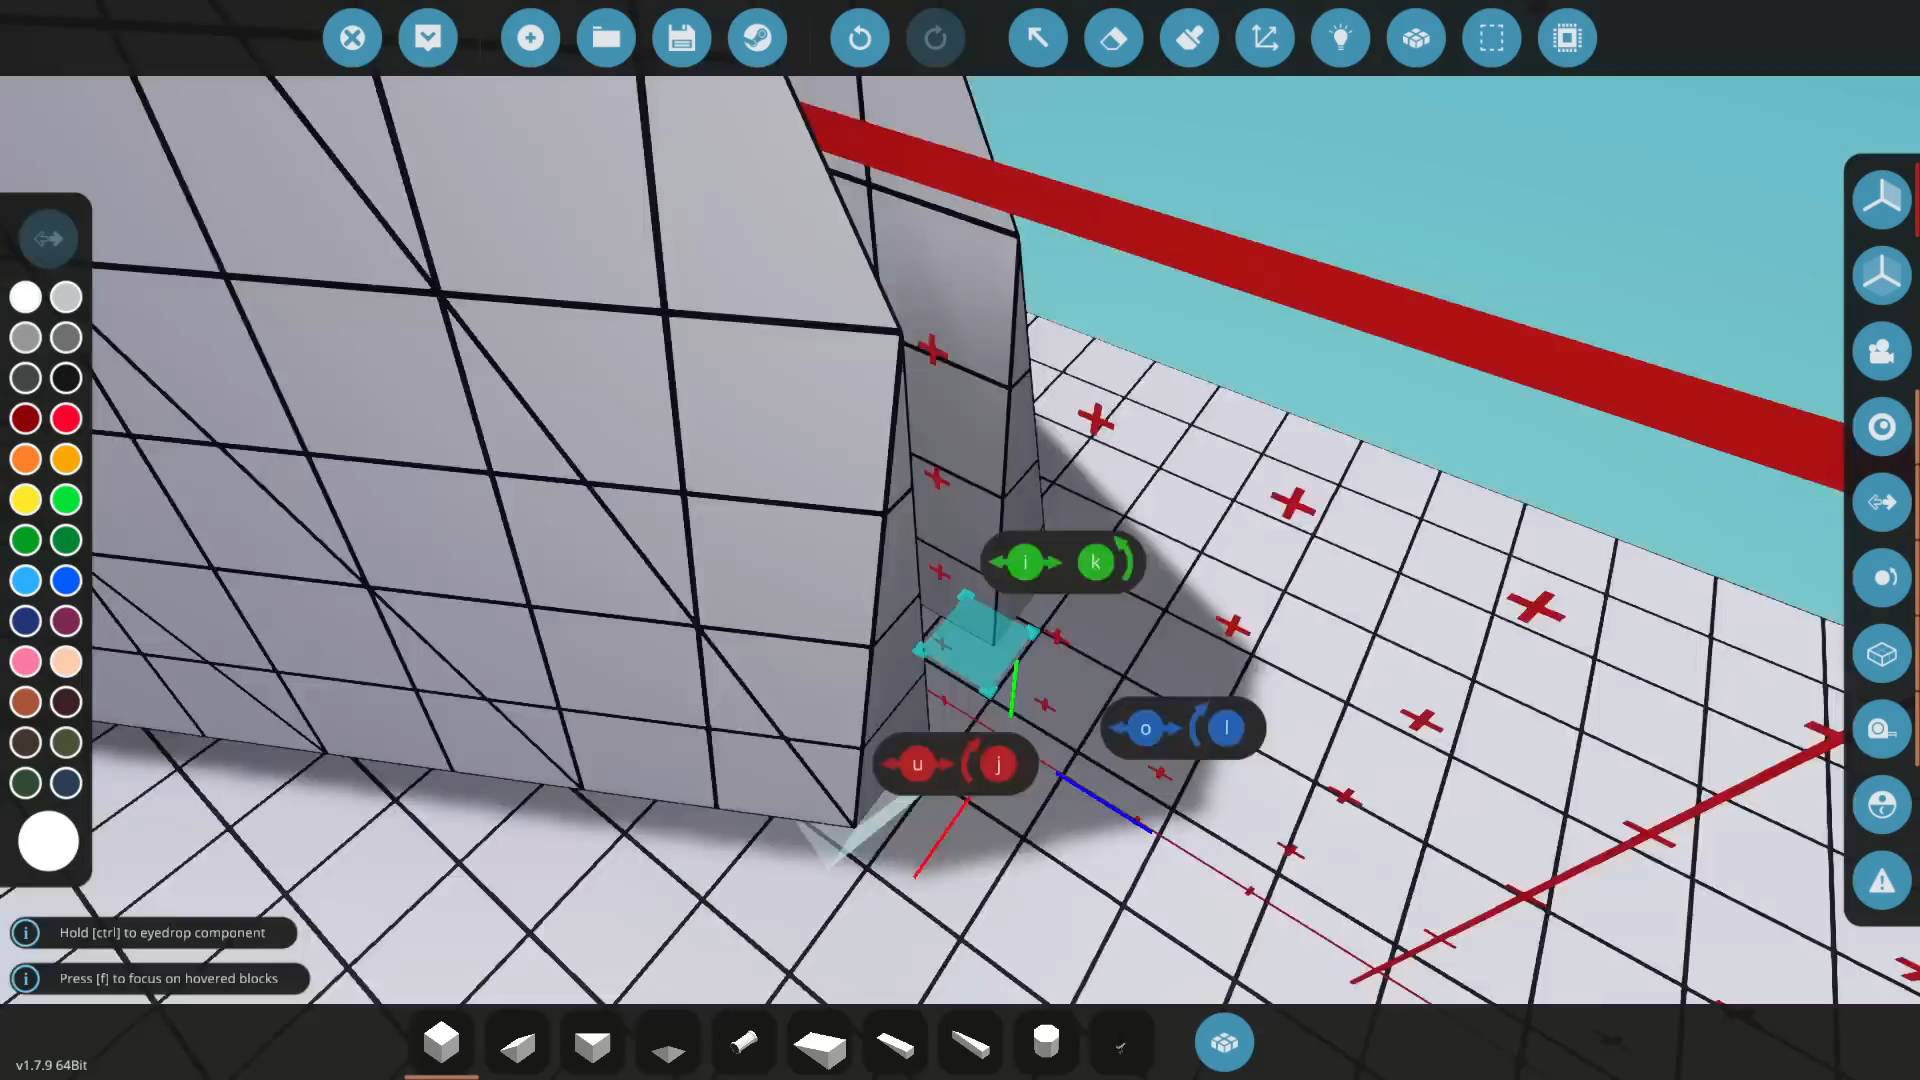 i k
o l
u j
Hold [ctrl] to eyedrop component
Press [f] to focus on hovered blocks
v1.7.9 64Bit